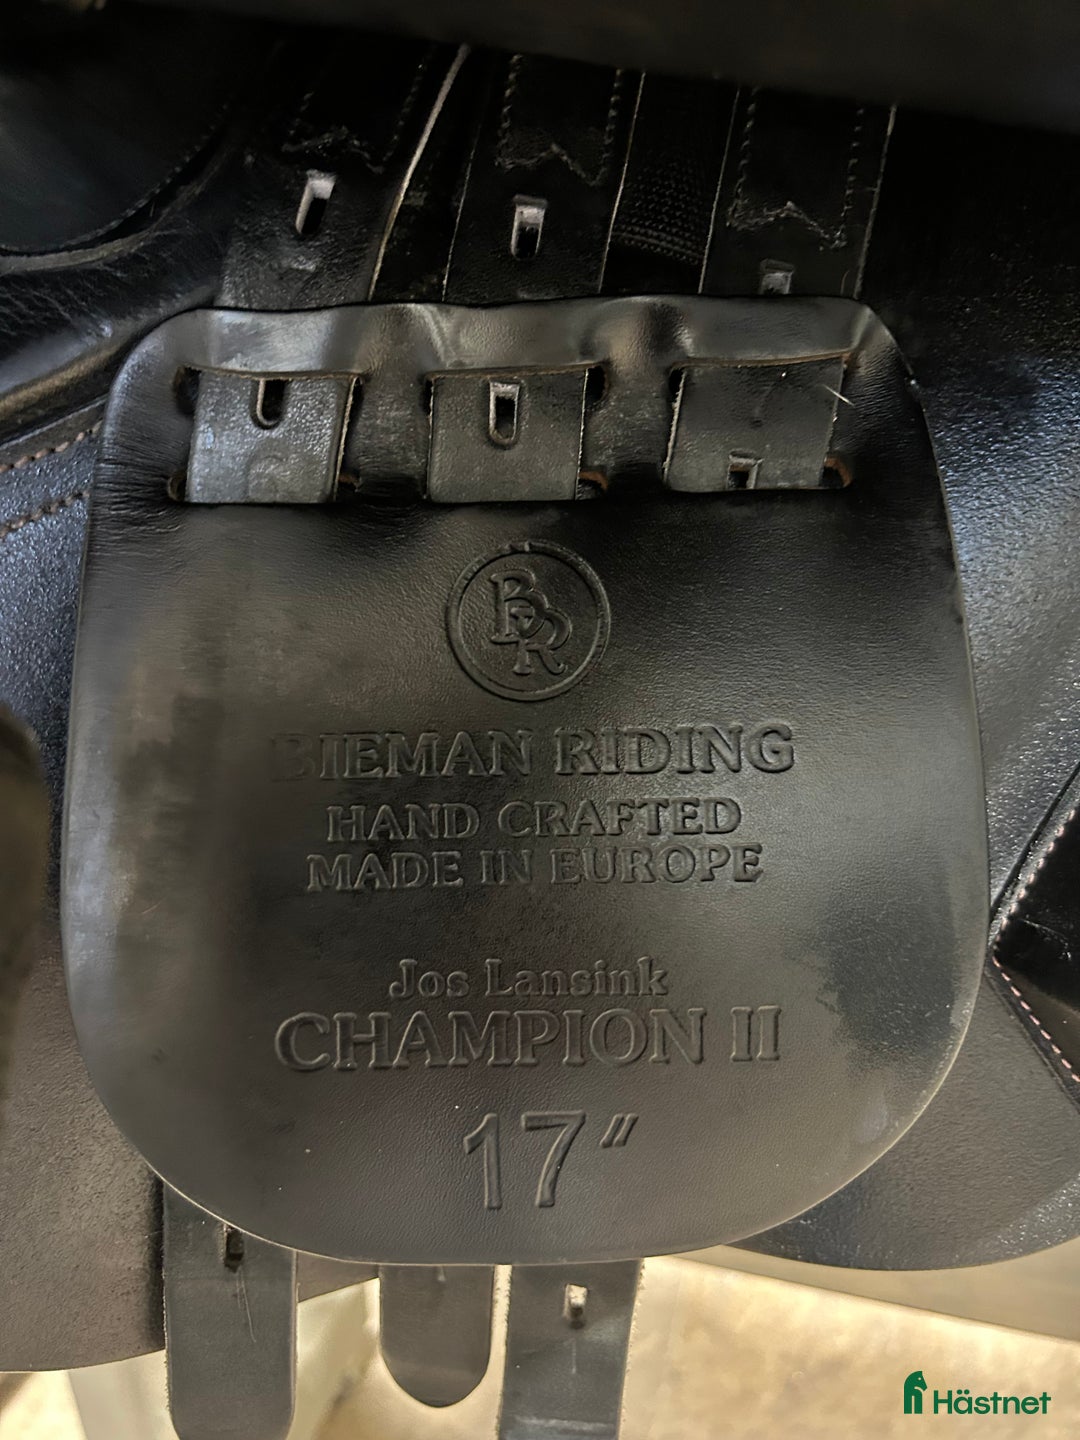 BR
BIEMAN RIDING
HAND CRAFTED
MADE IN EUROPE
Jos Lansink
CHAMPION II
17"
Hästnet